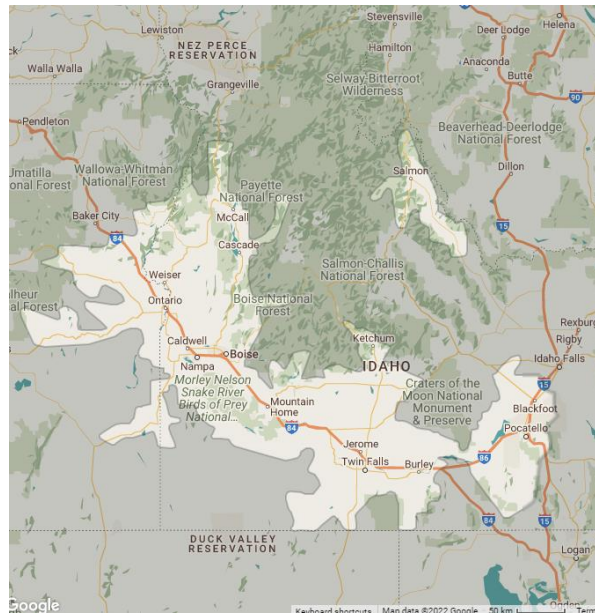 Stevensville
Helena
Lewiston
Deer Lodge
NEZ PERCE
RESERVATION
Hamilton
Anaconda
Walla Walla
Butte
Selway-Bitterroot
Wilderness
Grangeville
90
Pendleton
Beaverhead-Deerlodge
National Forest
Umatilla
National Forest
Wallowa-Whitman
National Forest
Payette
National Forest
Salmon
Dillon
McCall
Baker City
15
84
Cascade
Salmon-Challis
National Forest
Weiser
Ontario
Boise National
Forest
National Forest
Rexburg
Rigby
Caldwell
Ketchum
Boise
IDAHO
Idaho Falls
Nampa
Craters of the
Moon National
Monument
& Preserve
15
Morley Nelson
Snake River
Birds of Prey
National...
Mountain
Home
Blackfoot
84
Pocatello
Jerome
86
Twin Falls
Burley
84
15
DUCK VALLEY
RESERVATION
Logan
Google
Keyboard shortcuts
Map data ©2022 Google
50 km